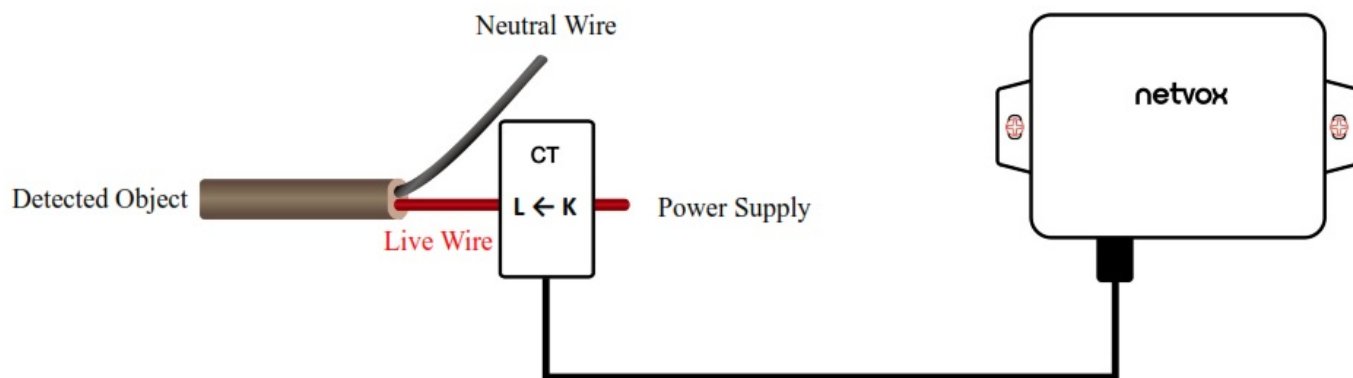 Neutral Wire
netvox
CT
Detected Object
L ← K
Power Supply
Live Wire